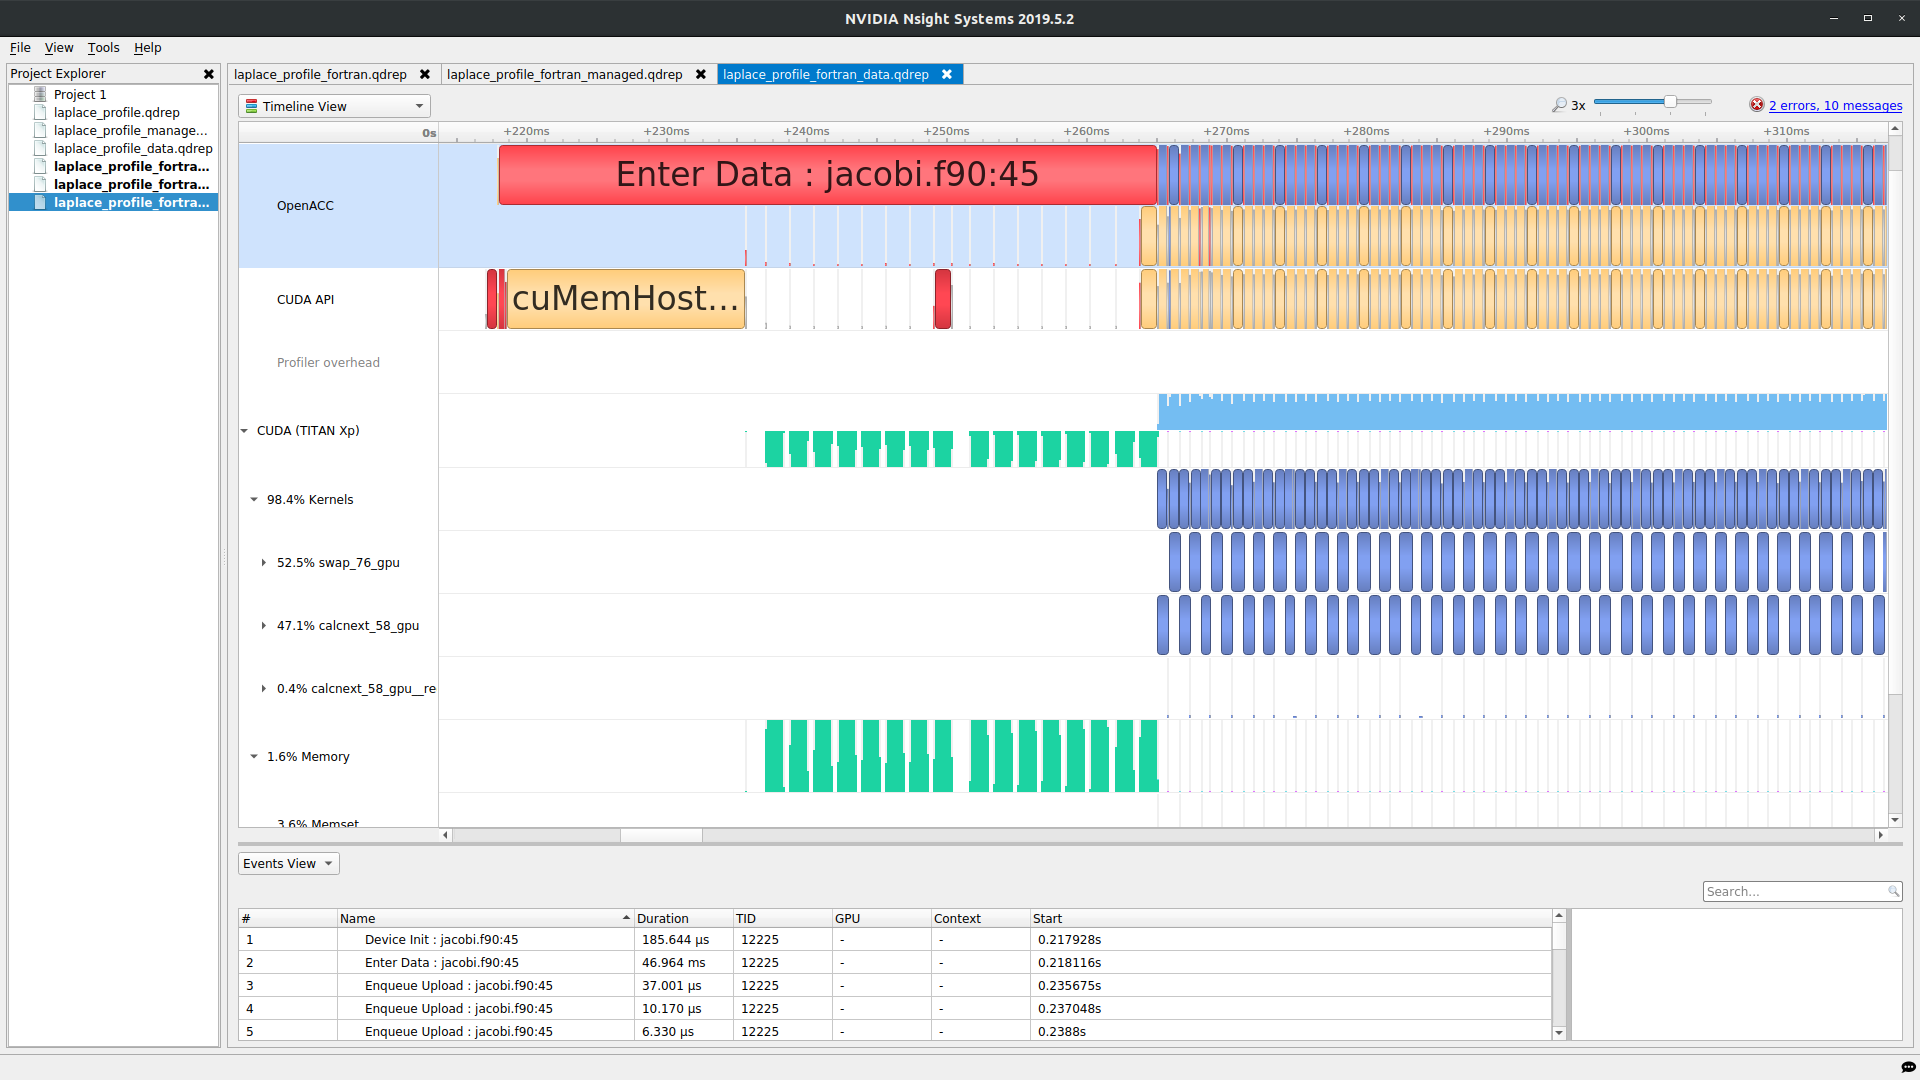 NVIDIA Nsight Systems 2019.5.2
File View Tools Help
Project Explorer
Project 1
laplace_profile.qdrep
laplace_profile_manage...
laplace_profile_data.qdrep
laplace_profile_fortra...
laplace_profile_fortra...
laplace_profile_fortra...
laplace_profile_fortran.qdrep laplace_profile_fortran_managed.qdrep laplace_profile_fortran_data.qdrep
Timeline View 3x 2 errors, 10 messages
0s +220ms +230ms +240ms +250ms +260ms +270ms +280ms +290ms +300ms +310ms
Enter Data : jacobi.f90:45
OpenACC
CUDA API cuMemHost...
Profiler overhead
CUDA (TITAN Xp)
98.4% Kernels
52.5% swap_76_gpu
47.1% calcnext_58_gpu
0.4% calcnext_58_gpu__re
1.6% Memory
3.6% Memset
Events View
Search...
# Name Duration TID GPU Context Start
1 Device Init : jacobi.f90:45 185.644 μs 12225 - - 0.217928s
2 Enter Data : jacobi.f90:45 46.964 ms 12225 - - 0.218116s
3 Enqueue Upload : jacobi.f90:45 37.001 μs 12225 - - 0.235675s
4 Enqueue Upload : jacobi.f90:45 10.170 μs 12225 - - 0.237048s
5 Enqueue Upload : jacobi.f90:45 6.330 μs 12225 - - 0.2388s